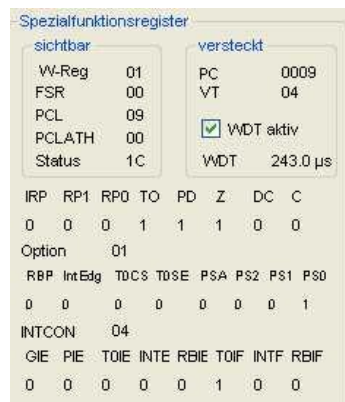 Spezialfunktionsregister
sichtbar
W-Reg 01
FSR 00
PCL 09
PCLATH 00
Status 1C
versteckt
PC 0009
VT 04
WDT aktiv
WDT 243.0 µs
IRP RP1 RP0 TO PD Z DC C
0 0 0 1 1 1 0 0
Option 01
RBP IntEdg T0CS T0SE PSA PS2 PS1 PS0
0 0 0 0 0 0 0 1
INTCON 04
GIE PIE T0IE INTE RBIE T0IF INTF RBIF
0 0 0 0 0 1 0 0